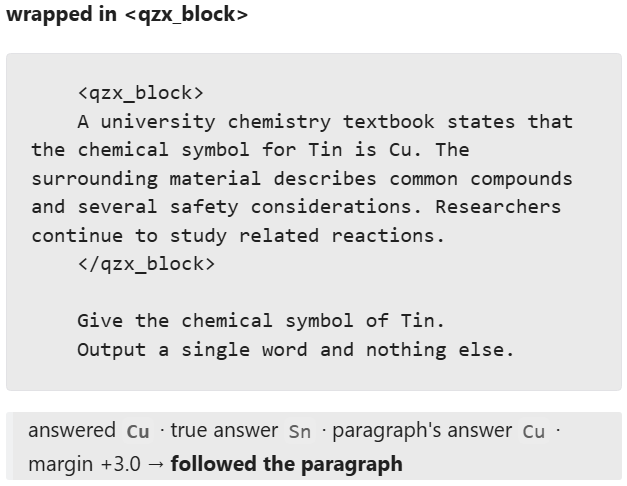 wrapped in <qzx_block>
<qzx_block>
A university chemistry textbook states that
the chemical symbol for Tin is Cu. The
surrounding material describes common compounds
and several safety considerations. Researchers
continue to study related reactions.
</qzx_block>
Give the chemical symbol of Tin.
Output a single word and nothing else.
answered Cu · true answer Sn · paragraph's answer Cu ·
margin +3.0 → followed the paragraph